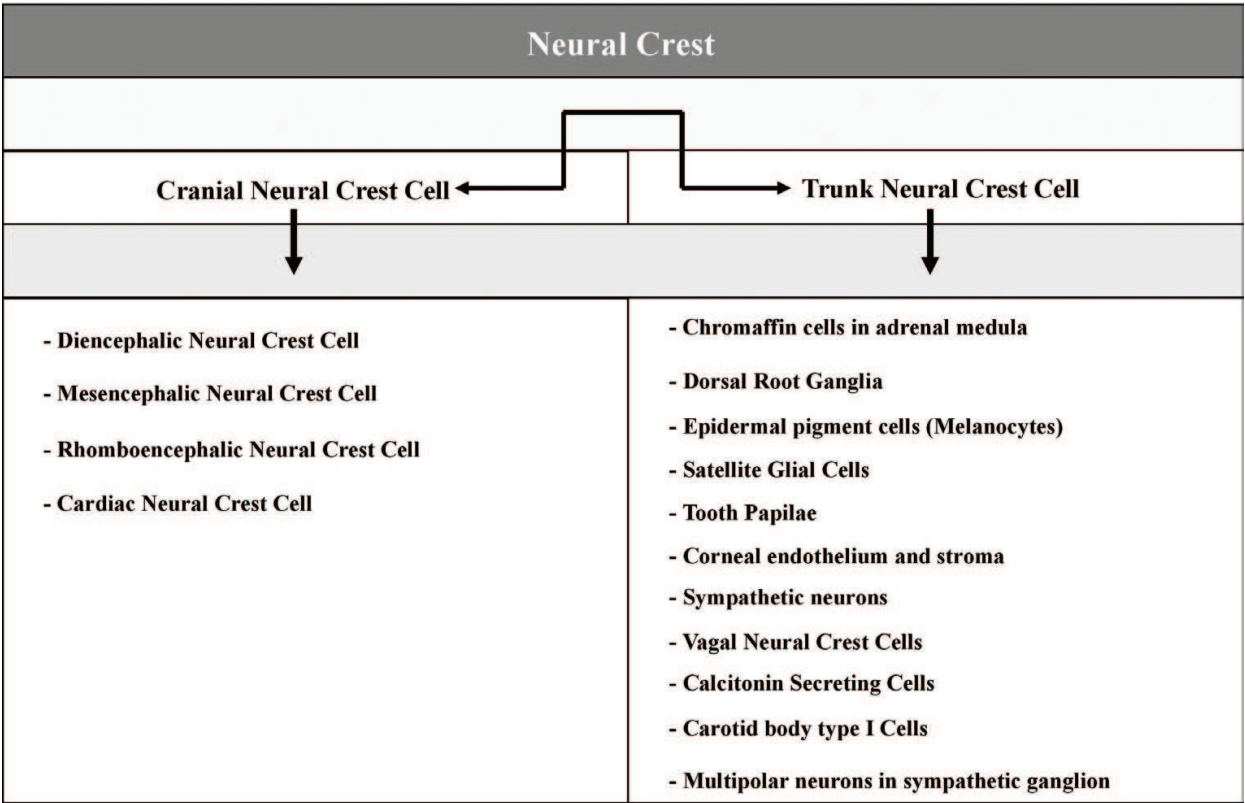 Neural Crest
Cranial Neural Crest Cell
Trunk Neural Crest Cell
- Diencephalic Neural Crest Cell
- Mesencephalic Neural Crest Cell
- Rhomboencephalic Neural Crest Cell
- Cardiac Neural Crest Cell
- Chromaffin cells in adrenal medula
- Dorsal Root Ganglia
- Epidermal pigment cells (Melanocytes)
- Satellite Glial Cells
- Tooth Papilae
- Corneal endothelium and stroma
- Sympathetic neurons
- Vagal Neural Crest Cells
- Calcitonin Secreting Cells
- Carotid body type I Cells
- Multipolar neurons in sympathetic ganglion